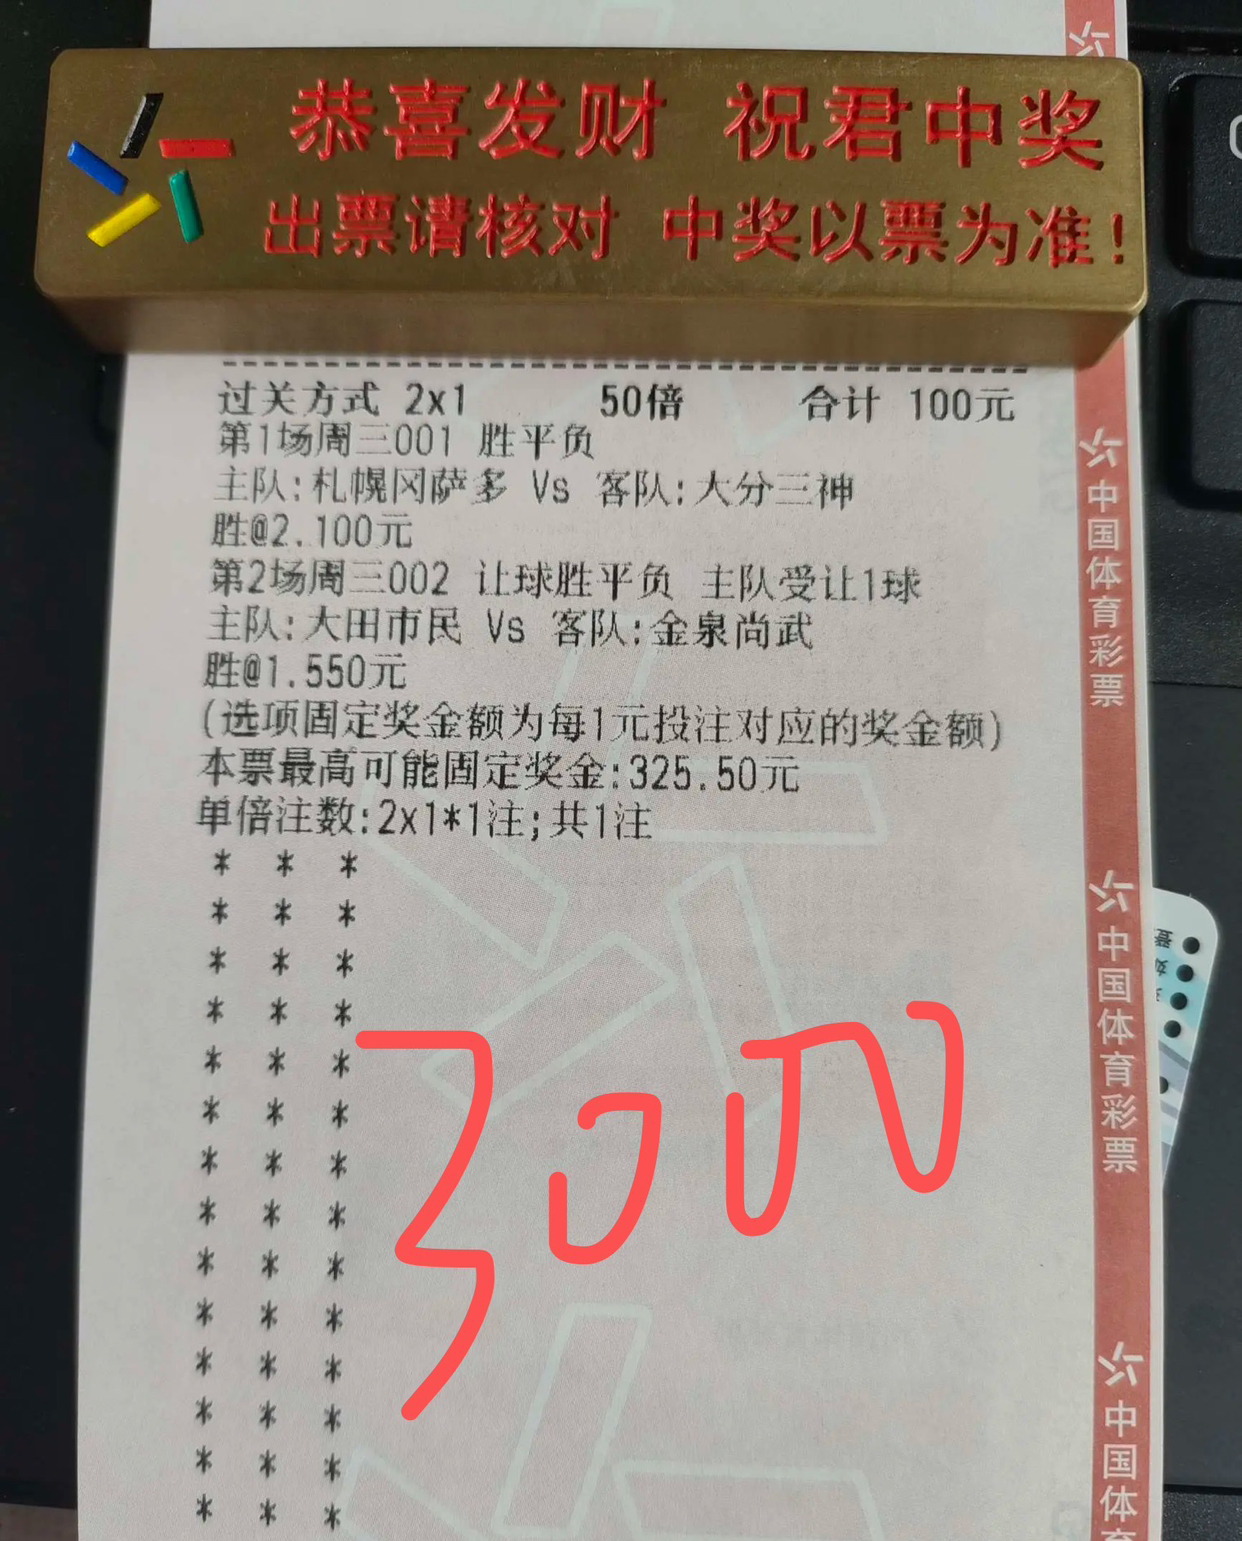 恭喜发财 祝君中奖
出票请核对 中奖以票为准！
过关方式 2x1 50倍 合计 100元
第1场周三001 胜平负
主队:札幌冈萨多 Vs 客队:大分三神
胜@2.100元
第2场周三002 让球胜平负 主队受让1球
主队:大田市民 Vs 客队:金泉尚武
胜@1.550元
(选项固定奖金额为每1元投注对应的奖金额)
本票最高可能固定奖金:325.50元
单倍注数:2x1*1注;共1注
* * *
* * *
* * *
* * *
* * *
* * *
* * *
* * *
* * *
* * *
* * *
* * *
* * *
* * *
3000
中国体育彩票
中国体育彩票
中国体育